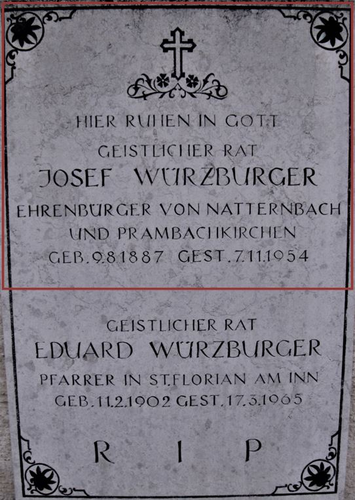 HIER RUHEN IN GOTT
GEISTLICHER RAT
JOSEF WÜRZBURGER
EHRENBÜRGER VON NATTERNBACH
UND PRAMBACHKIRCHEN
GEB. 9.8.1887 GEST. 7.11.1954
GEISTLICHER RAT
EDUARD WÜRZBURGER
PFARRER IN ST.FLORIAN AM INN
GEB. 11.2.1902 GEST. 17.3.1965
R I P